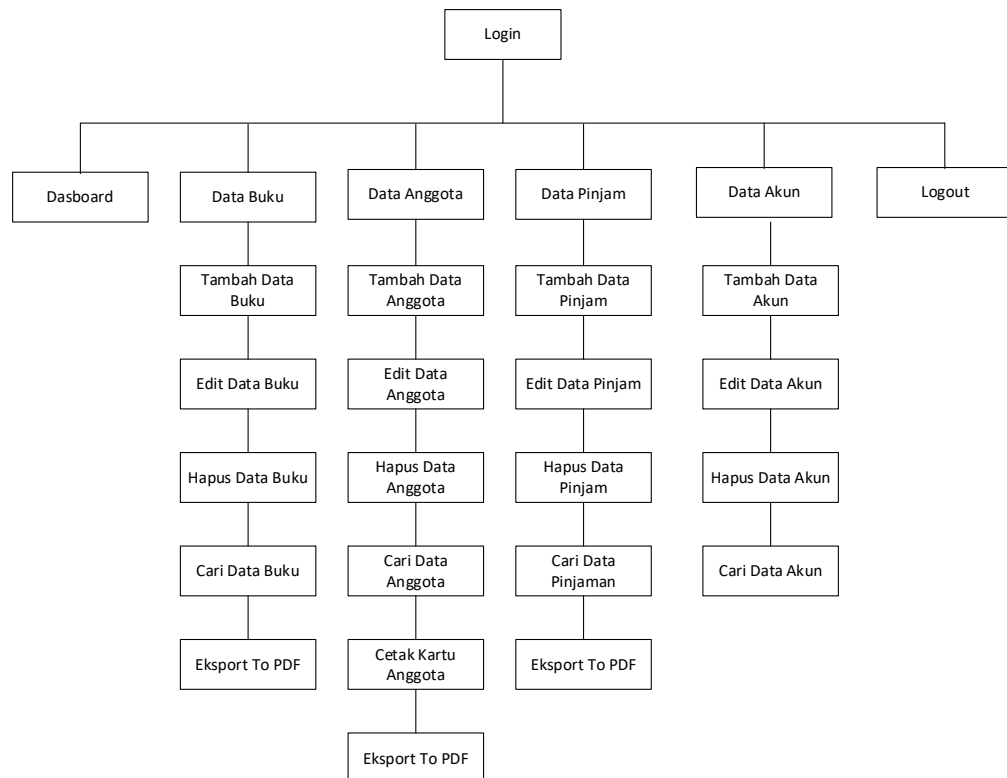 Login
Dasboard
Data Buku
Data Anggota
Data Pinjam
Data Akun
Logout
Tambah Data
Buku
Tambah Data
Anggota
Tambah Data
Pinjam
Tambah Data
Akun
Edit Data Buku
Edit Data
Anggota
Edit Data Pinjam
Edit Data Akun
Hapus Data Buku
Hapus Data
Anggota
Hapus Data
Pinjam
Hapus Data Akun
Cari Data Buku
Cari Data
Anggota
Cari Data
Pinjaman
Cari Data Akun
Eksport To PDF
Cetak Kartu
Anggota
Eksport To PDF
Eksport To PDF